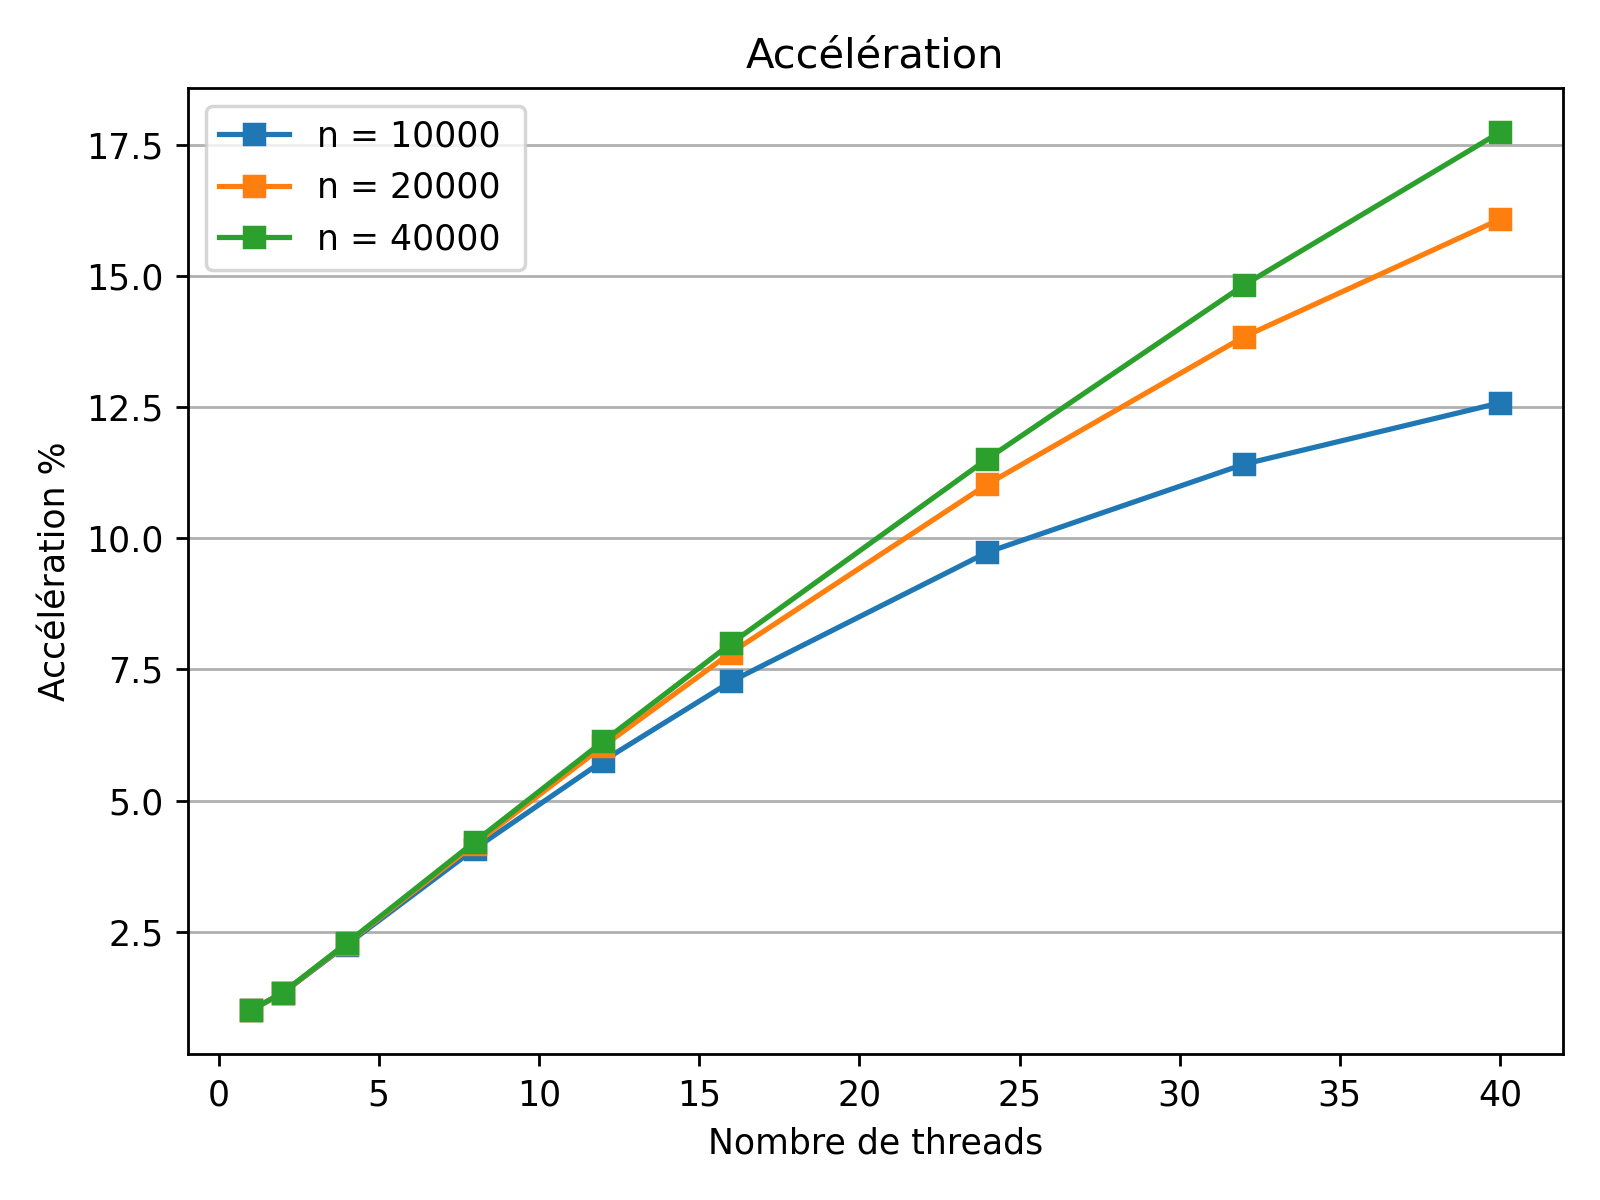 Accélération
n = 10000
n = 20000
n = 40000
17.5
15.0
12.5
10.0
7.5
5.0
2.5
Accélération %
0 5 10 15 20 25 30 35 40
Nombre de threads